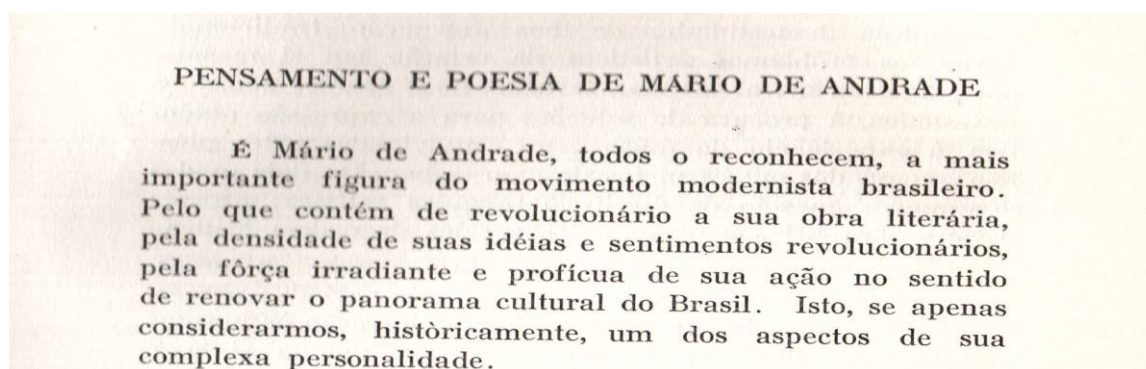 PENSAMENTO E POESIA DE MÁRIO DE ANDRADE
É Mário de Andrade, todos o reconhecem, a mais
importante figura do movimento modernista brasileiro.
Pelo que contém de revolucionário a sua obra literária,
pela densidade de suas idéias e sentimentos revolucionários,
pela fôrça irradiante e profícua de sua ação no sentido
de renovar o panorama cultural do Brasil. Isto, se apenas
considerarmos, històricamente, um dos aspectos de sua
complexa personalidade.